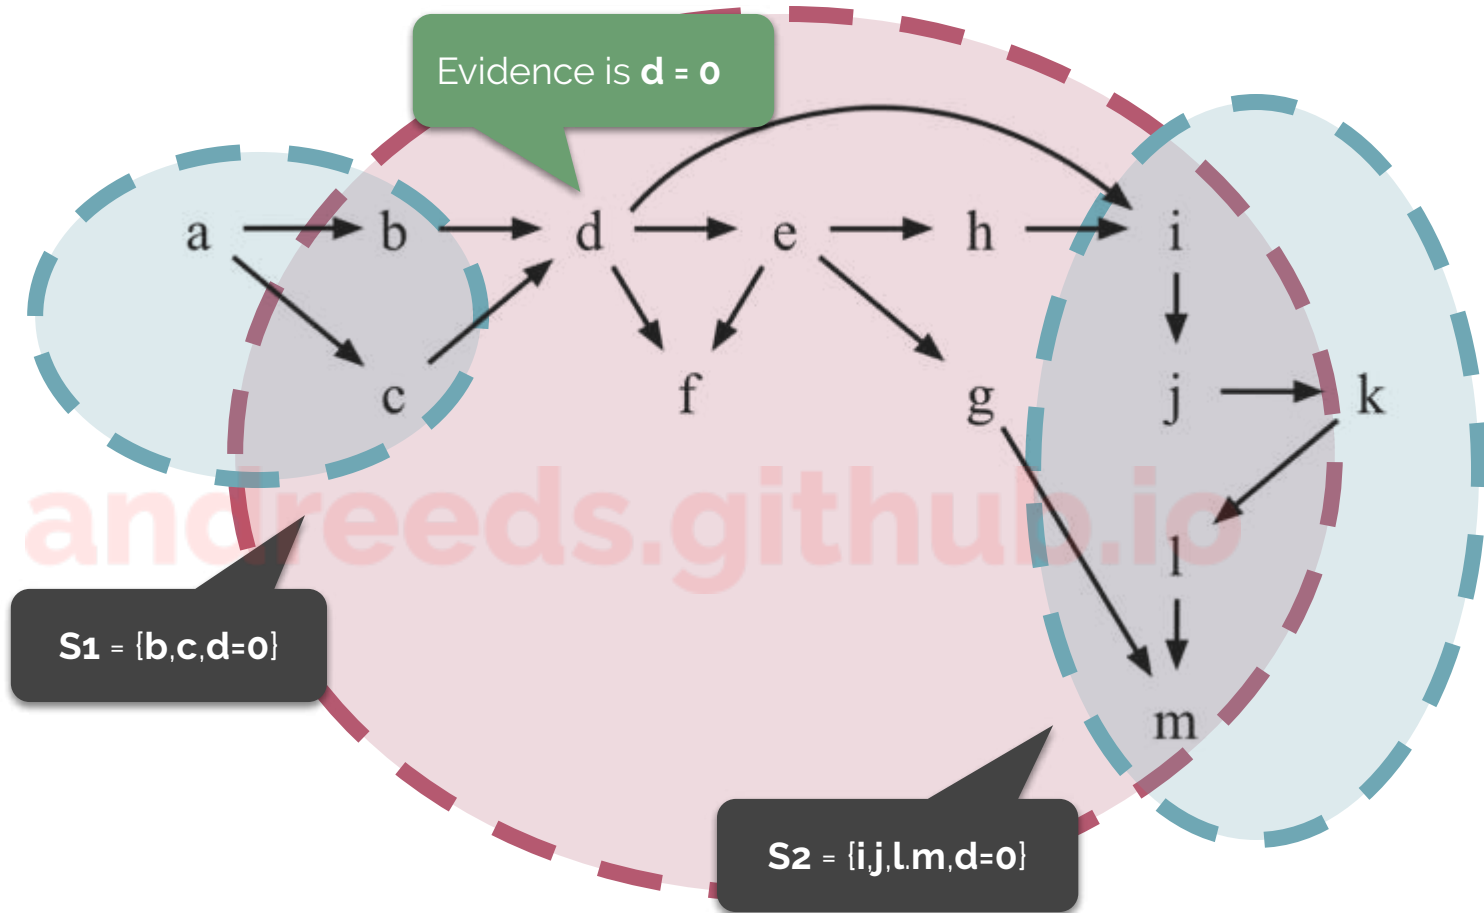 Evidence is d = 0
a b d e h i
c f g j k
andreeds.github.io
l
S1 = {b,c,d=0}
m
S2 = {i,j,l.m,d=0}